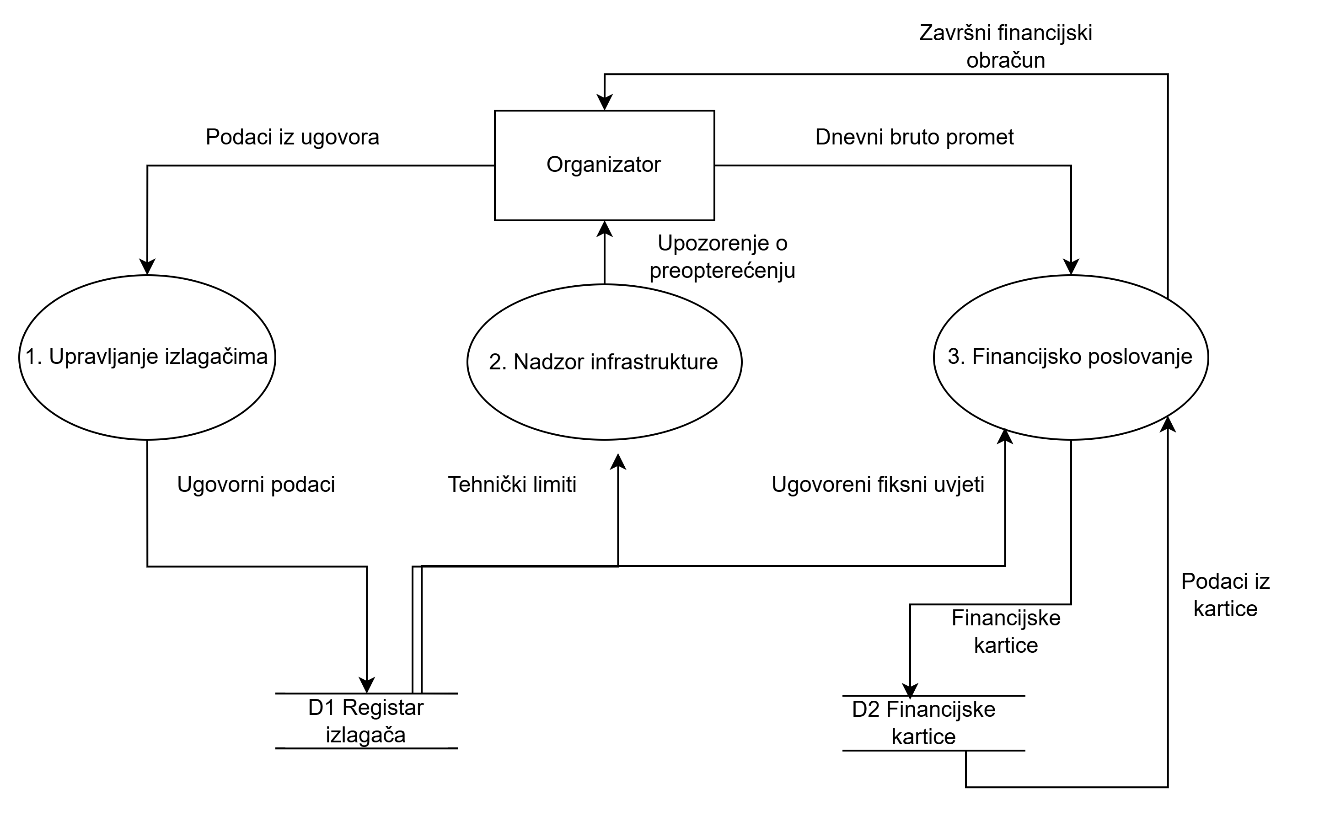 Završni financijski
obračun
Podaci iz ugovora
Dnevni bruto promet
Organizator
Upozorenje o
preopterećenju
1. Upravljanje izlagačima
2. Nadzor infrastrukture
3. Financijsko poslovanje
Ugovorni podaci
Tehnički limiti
Ugovoreni fiksni uvjeti
Podaci iz
kartice
Financijske
kartice
D1 Registar
izlagača
D2 Financijske
kartice